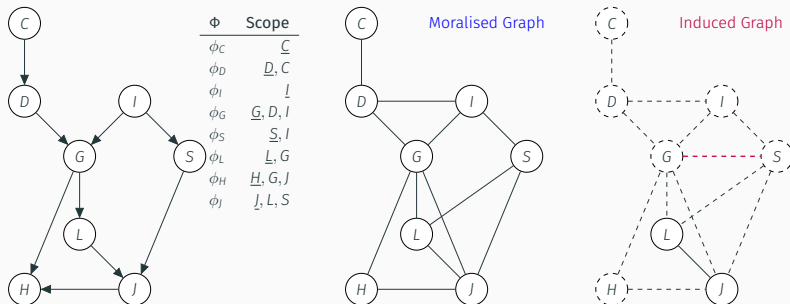 C
D
I
G
S
L
H
J
Φ Scope
ϕC C
ϕD D, C
ϕI I
ϕG G, D, I
ϕS S, I
ϕL L, G
ϕH H, G, J
ϕJ J, L, S
Moralised Graph
C
D
I
G
S
L
H
J
Induced Graph
C
D
I
G
S
L
H
J